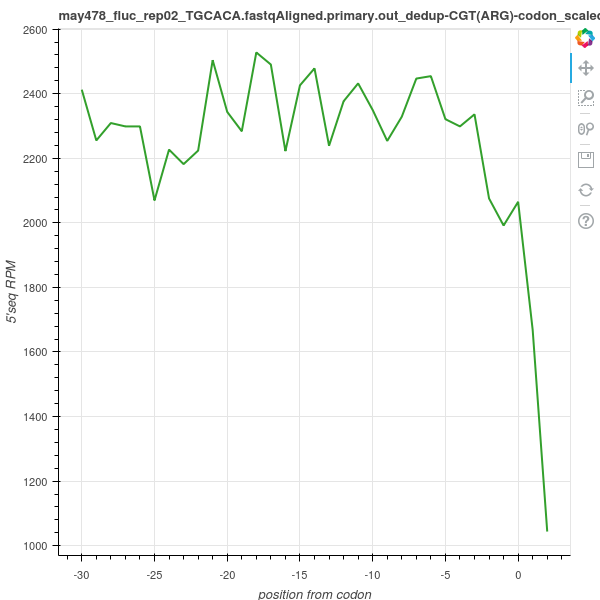 may478_fluc_rep02_TGCACA.fastqAligned.primary.out_dedup-CGT(ARG)-codon_scaled
2600
2400
2200
2000
1800
1600
1400
1200
1000
5'seq RPM
-30 -25 -20 -15 -10 -5 0
position from codon